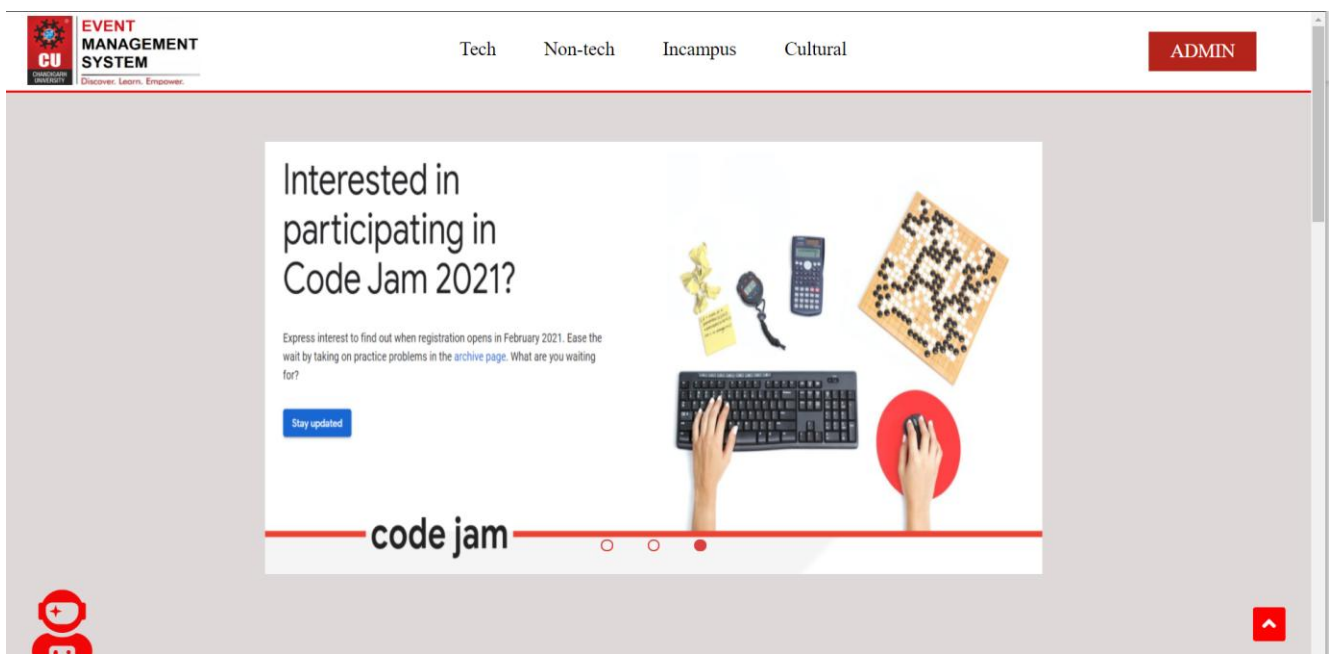 EVENT
MANAGEMENT
SYSTEM
Discover. Learn. Empower.
CU
CHANDIGARH
UNIVERSITY
Tech Non-tech Incampus Cultural
ADMIN
Interested in
participating in
Code Jam 2021?
Express interest to find out when registration opens in February 2021. Ease the
wait by taking on practice problems in the archive page. What are you waiting
for?
Stay updated
code jam